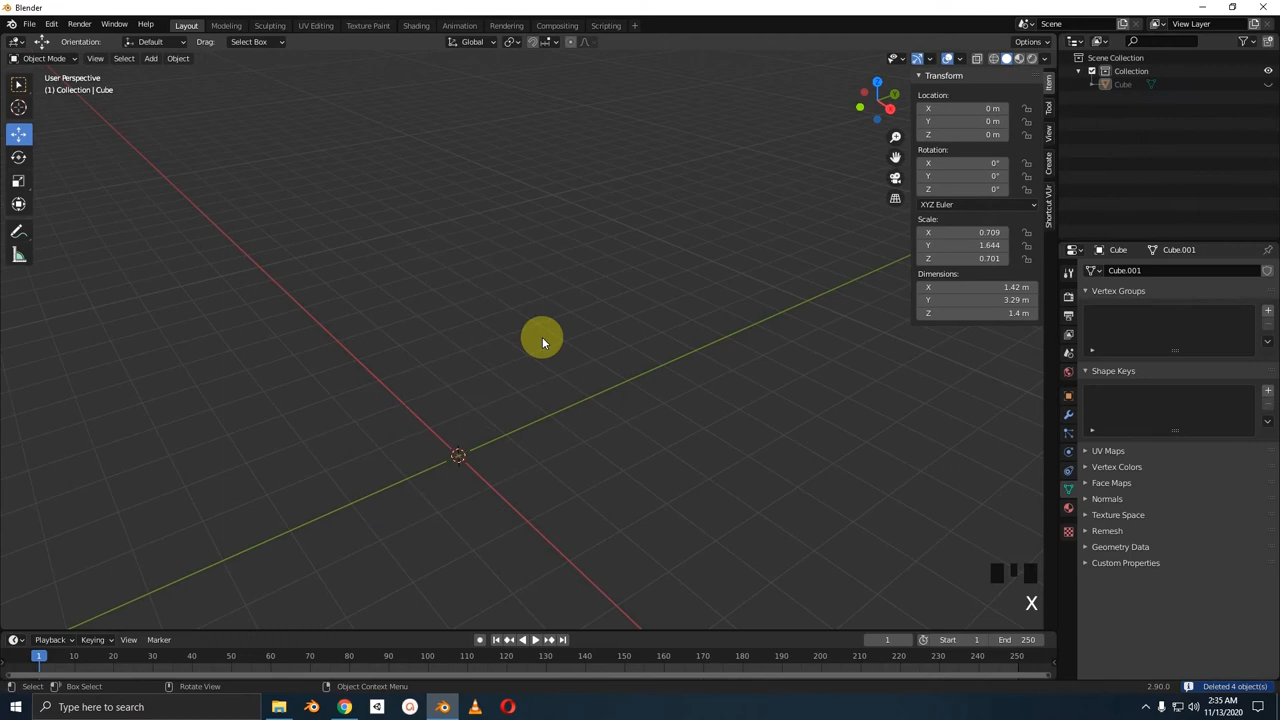 Blender
File Edit Render Window Help Layout Modeling Sculpting UV Editing Texture Paint Shading Animation Rendering Compositing Scripting + Scene View Layer
Orientation: Default Drag: Select Box Global Options
Object Mode View Select Add Object
User Perspective
(1) Collection | Cube
Transform
Location:
X 0 m
Y 0 m
Z 0 m
Rotation:
X 0°
Y 0°
Z 0°
XYZ Euler
Scale:
X 0.709
Y 1.644
Z 0.701
Dimensions:
X 1.42 m
Y 3.29 m
Z 1.4 m
Item
Tool
View
Create
Shortcut VUr
X
Y
Z
Scene Collection
Collection
Cube
Cube Cube.001
Cube.001
Vertex Groups
Shape Keys
UV Maps
Vertex Colors
Face Maps
Normals
Texture Space
Remesh
Geometry Data
Custom Properties
X
Playback Keying View Marker 1 Start 1 End 250
1 10 20 30 40 50 60 70 80 90 100 110 120 130 140 150 160 170 180 190 200 210 220 230 240 250
Select Box Select Rotate View Object Context Menu 2.90.0 Deleted 4 object(s)
Type here to search
2:35 AM
11/13/2020